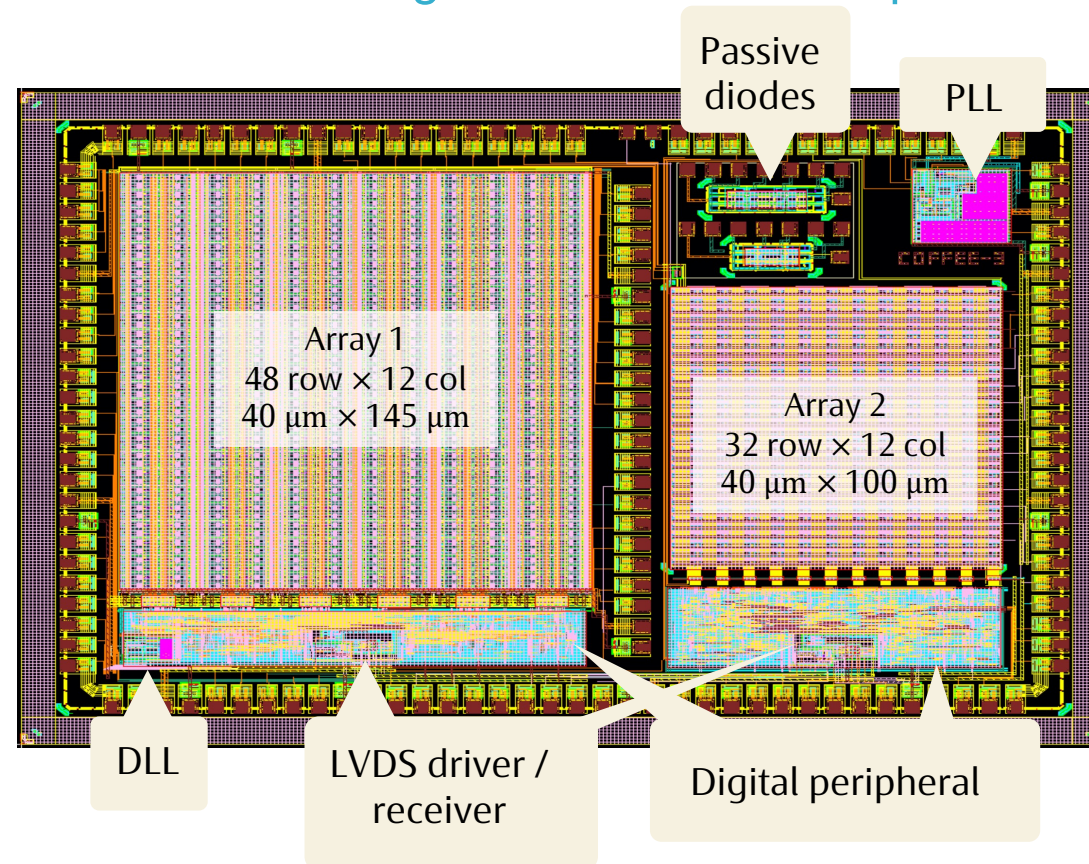 Passive
diodes
PLL
COFFEE-3
Array 1
48 row × 12 col
40 μm × 145 μm
Array 2
32 row × 12 col
40 μm × 100 μm
DLL
LVDS driver /
receiver
Digital peripheral